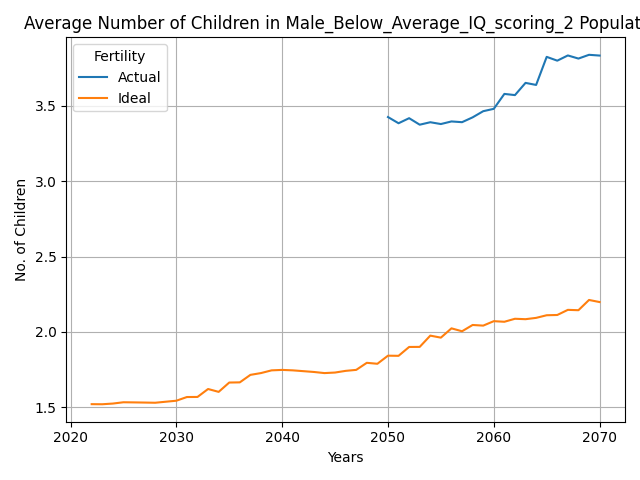 Average Number of Children in Male_Below_Average_IQ_scoring_2 Populat
Fertility
Actual
Ideal
3.5
3.0
2.5
2.0
1.5
No. of Children
2020 2030 2040 2050 2060 2070
Years